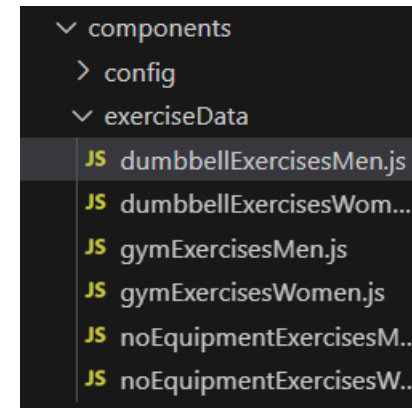 components
config
exerciseData
JS dumbbellExercisesMen.js
JS dumbbellExercisesWom...
JS gymExercisesMen.js
JS gymExercisesWomen.js
JS noEquipmentExercisesM...
JS noEquipmentExercisesW...